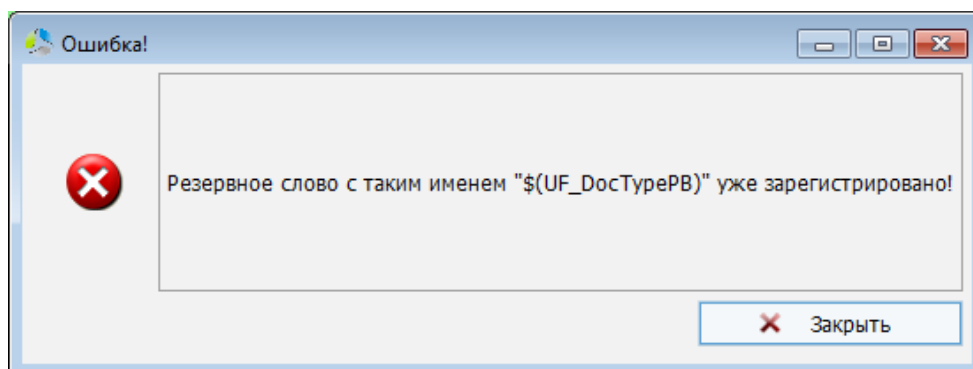 Ошибка!
Резервное слово с таким именем "$(UF_DocTypePB)" уже зарегистрировано!
Закрыть